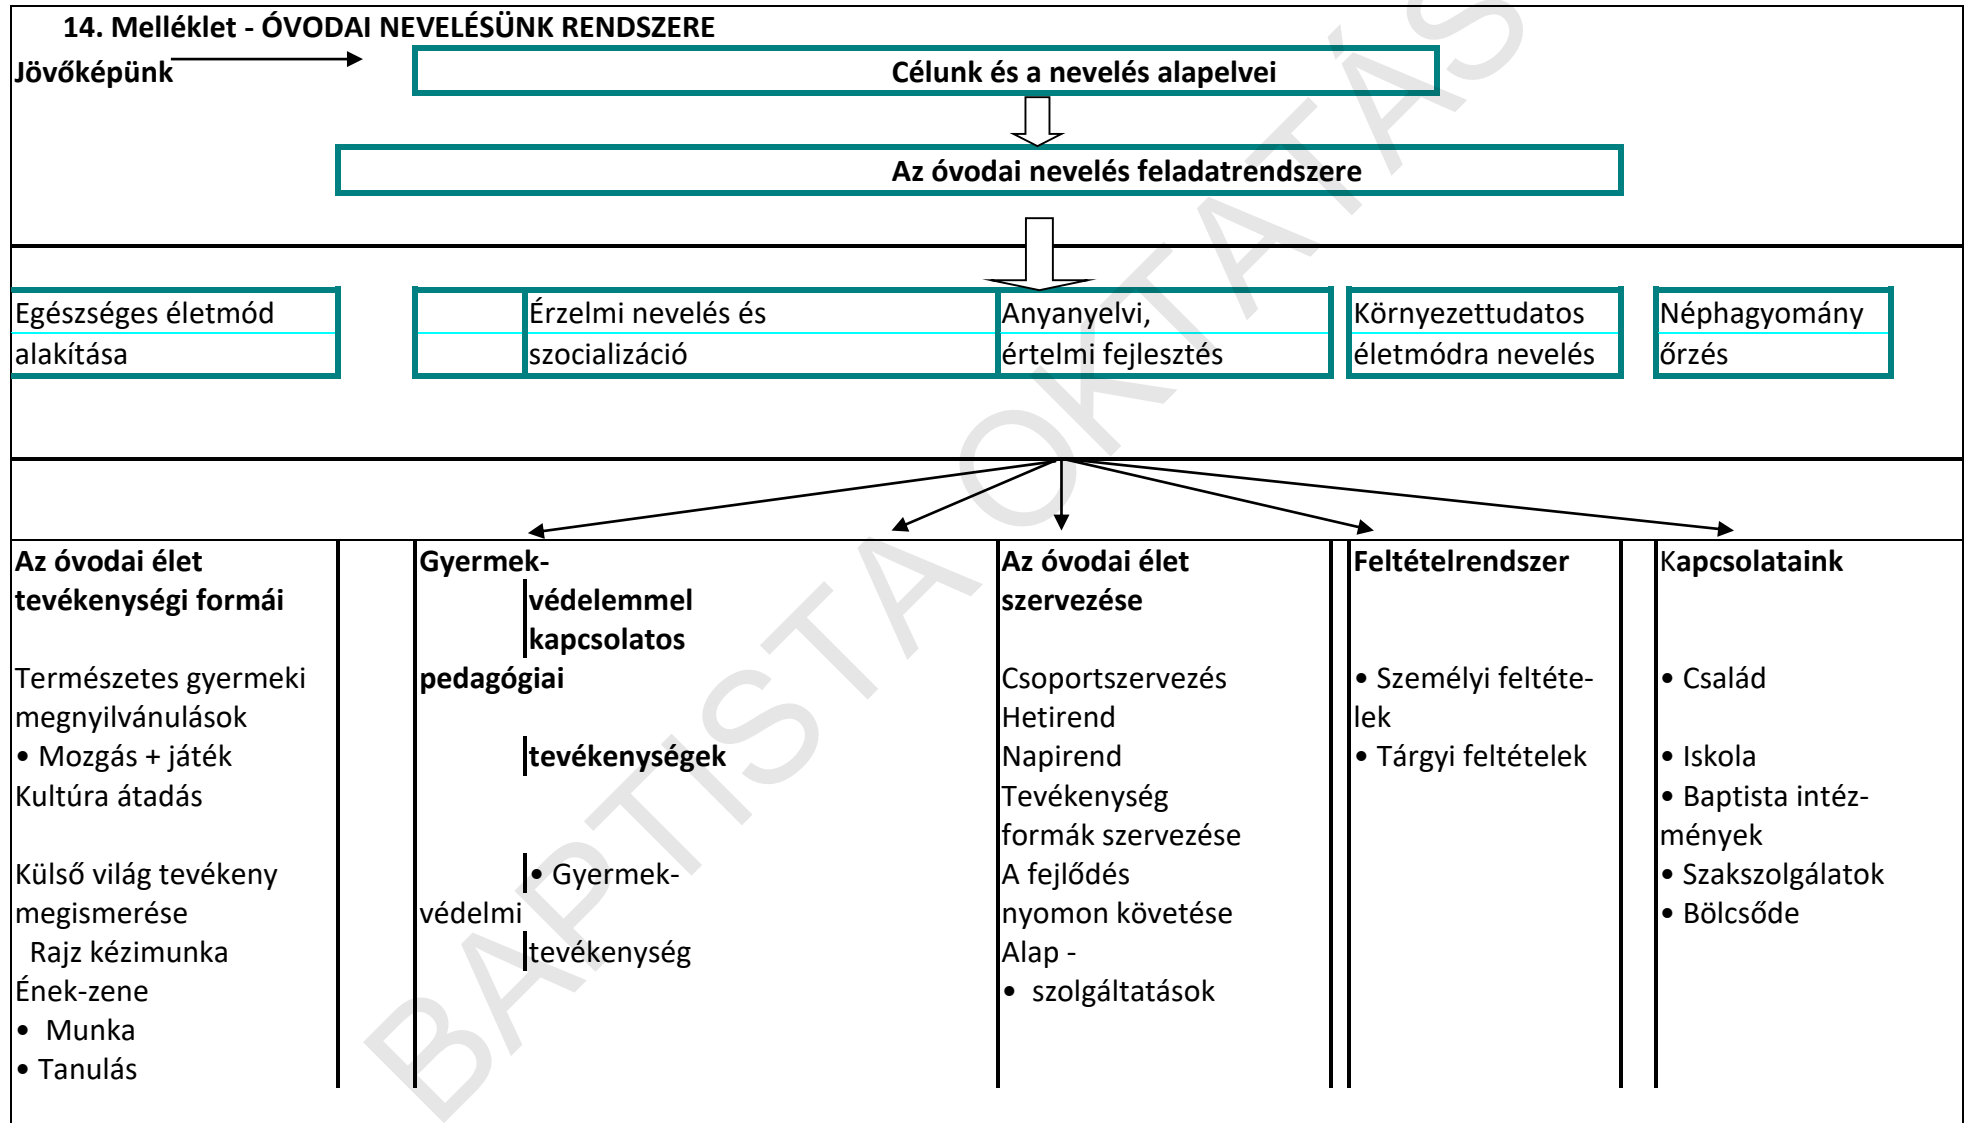 14. Melléklet - ÓVODAI NEVELÉSÜNK RENDSZERE
Jövőképünk
Célunk és a nevelés alapelvei
Az óvodai nevelés feladatrendszere
Egészséges életmód
alakítása
Érzelmi nevelés és
szocializáció
Anyanyelvi,
értelmi fejlesztés
Környezettudatos
életmódra nevelés
Néphagyomány
őrzés
Az óvodai élet
tevékenységi formái
Természetes gyermeki
megnyilvánulások
• Mozgás + játék
Kultúra átadás
Külső világ tevékeny
megismerése
Rajz kézimunka
Ének-zene
• Munka
• Tanulás
Gyermek-
védelemmel
kapcsolatos
pedagógiai
tevékenységek
• Gyermek-
védelmi
tevékenység
Az óvodai élet
szervezése
Csoportszervezés
Hetirend
Napirend
Tevékenység
formák szervezése
A fejlődés
nyomon követése
Alap -
• szolgáltatások
Feltételrendszer
• Személyi feltéte-
lek
• Tárgyi feltételek
Kapcsolataink
• Család
• Iskola
• Baptista intéz-
mények
• Szakszolgálatok
• Bölcsőde
BAPTISTA OKTATÁS